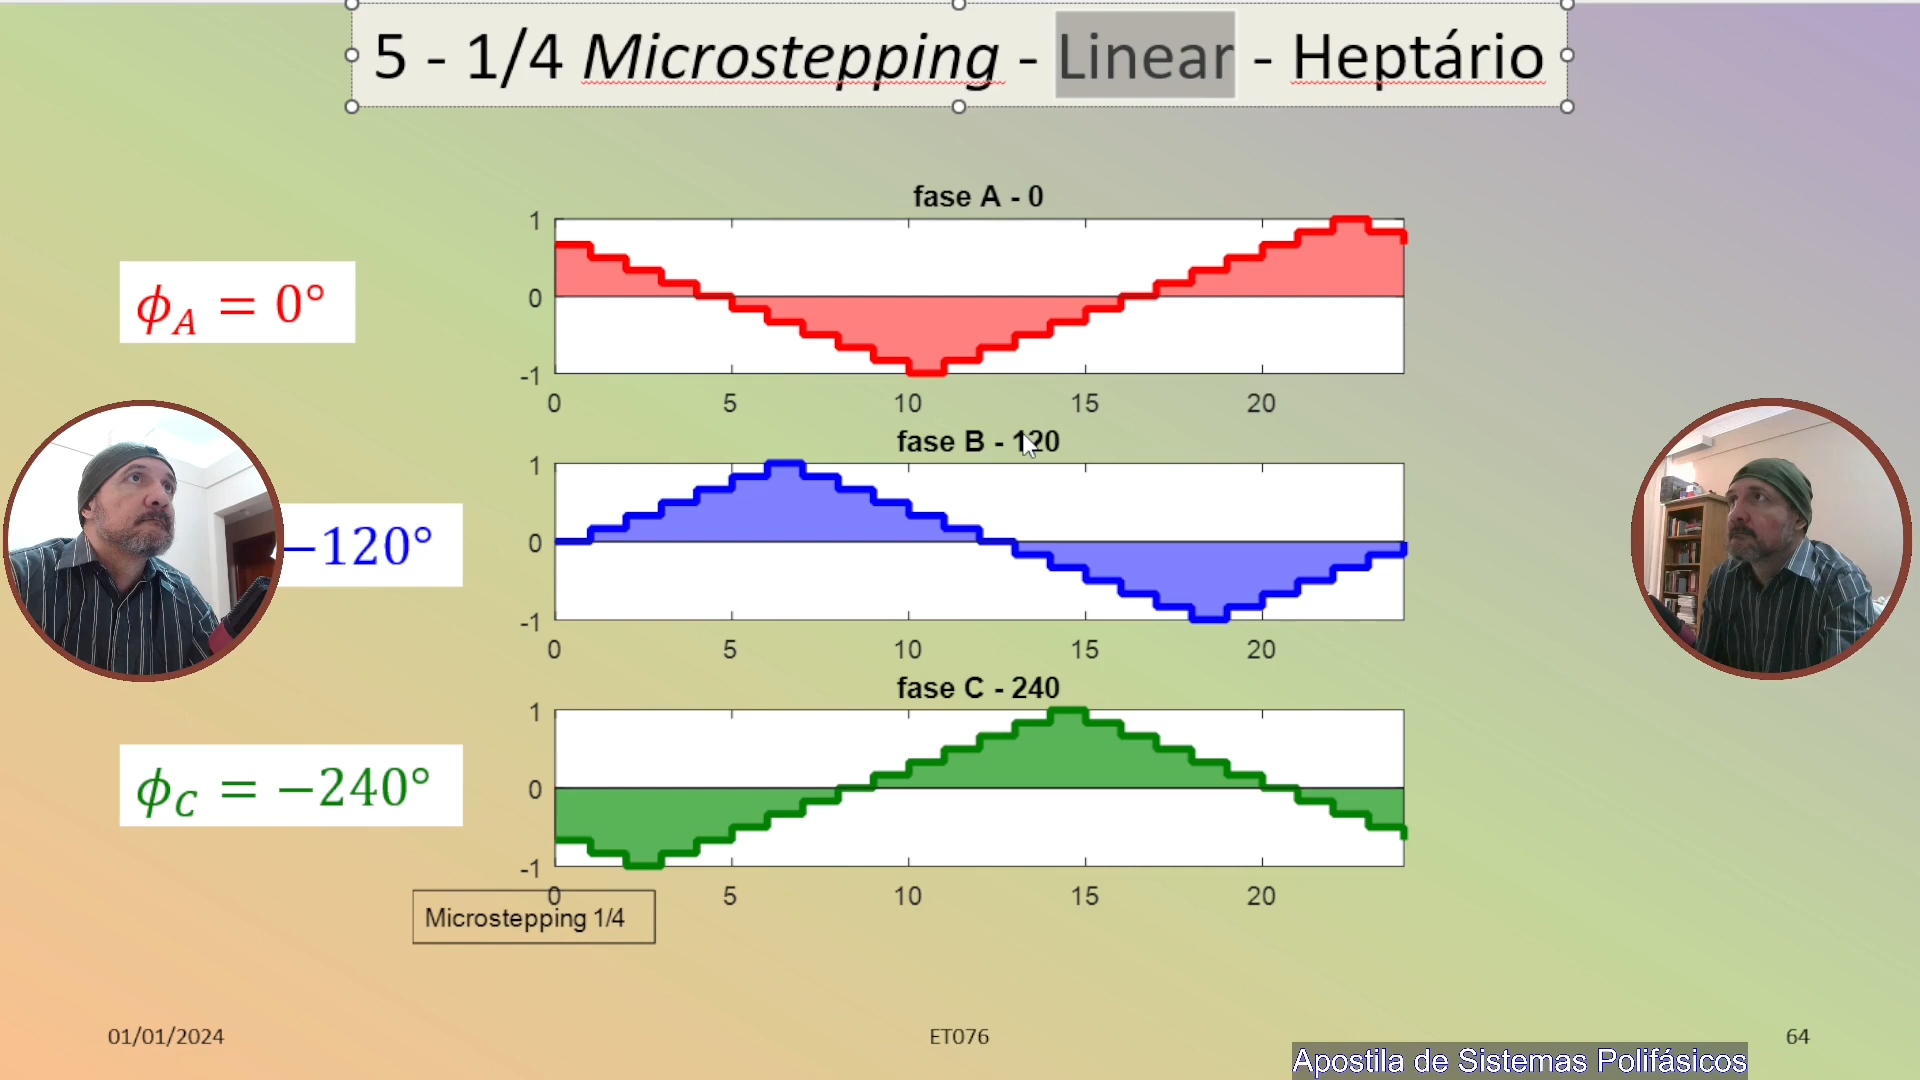 5 - 1/4 Microstepping - Linear - Heptário
fase A - 0
1
0
-1
0 5 10 15 20
ϕA = 0°
fase B - 120
1
0
-1
0 5 10 15 20
−120°
fase C - 240
1
0
-1
0 5 10 15 20
ϕC = −240°
Microstepping 1/4
01/01/2024
ET076
64
Apostila de Sistemas Polifásicos